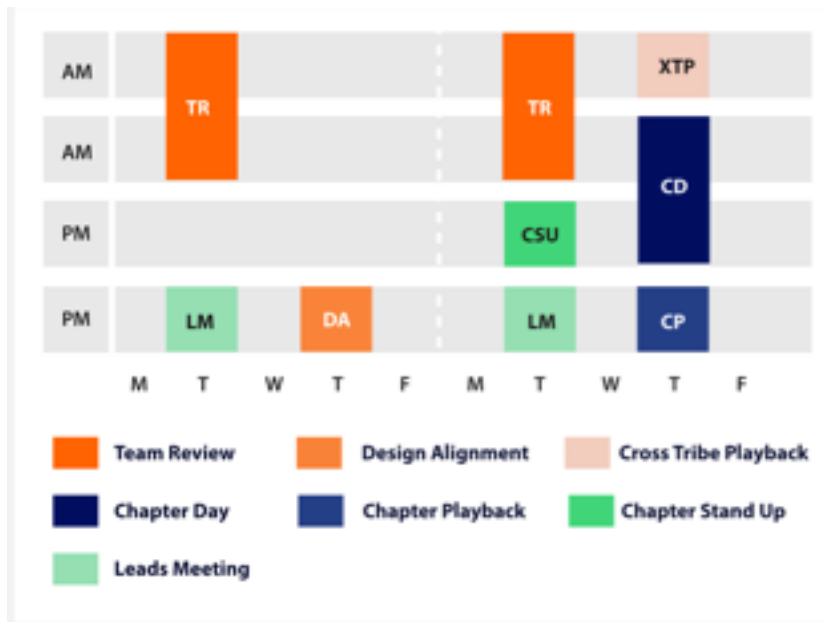 AM XTP
TR TR
AM
CD
PM CSU
PM LM DA LM CP
M T W T F M T W T F
Team Review Design Alignment Cross Tribe Playback
Chapter Day Chapter Playback Chapter Stand Up
Leads Meeting